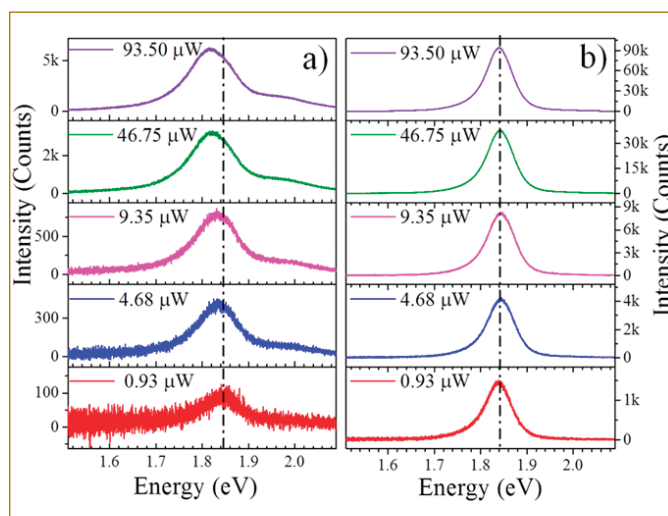 a)
93.50 µW
5k
0
46.75 µW
2k
0
9.35 µW
500
0
4.68 µW
300
0
0.93 µW
100
0
1.6 1.7 1.8 1.9 2.0
Energy (eV)
Intensity (Counts)
b)
93.50 µW
90k
60k
30k
0
46.75 µW
30k
15k
0
9.35 µW
9k
6k
3k
0
4.68 µW
4k
2k
0
0.93 µW
1k
0
1.6 1.7 1.8 1.9 2.0
Energy (eV)
Intensity (Counts)